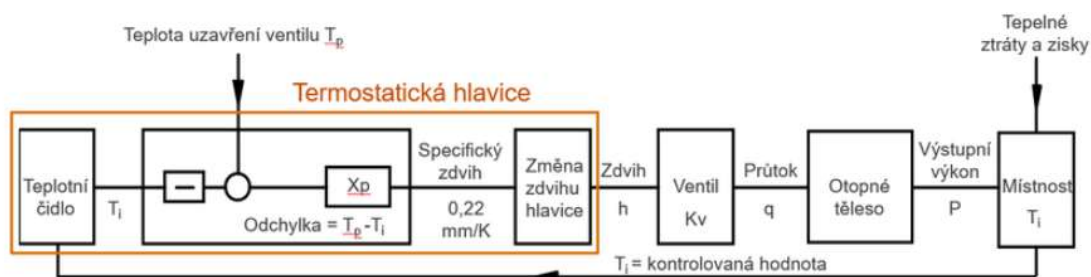 Teplota uzavření ventilu Tp
Tepelné
ztráty a zisky
Termostatická hlavice
Teplotní
čidlo
Ti
–
Xp
Odchylka = Tp-Ti
Specifický
zdvih
0,22
mm/K
Změna
zdvihu
hlavice
Zdvih
h
Ventil
Kv
Průtok
q
Otopné
těleso
Výstupní
výkon
P
Místnost
Ti
Ti = kontrolovaná hodnota